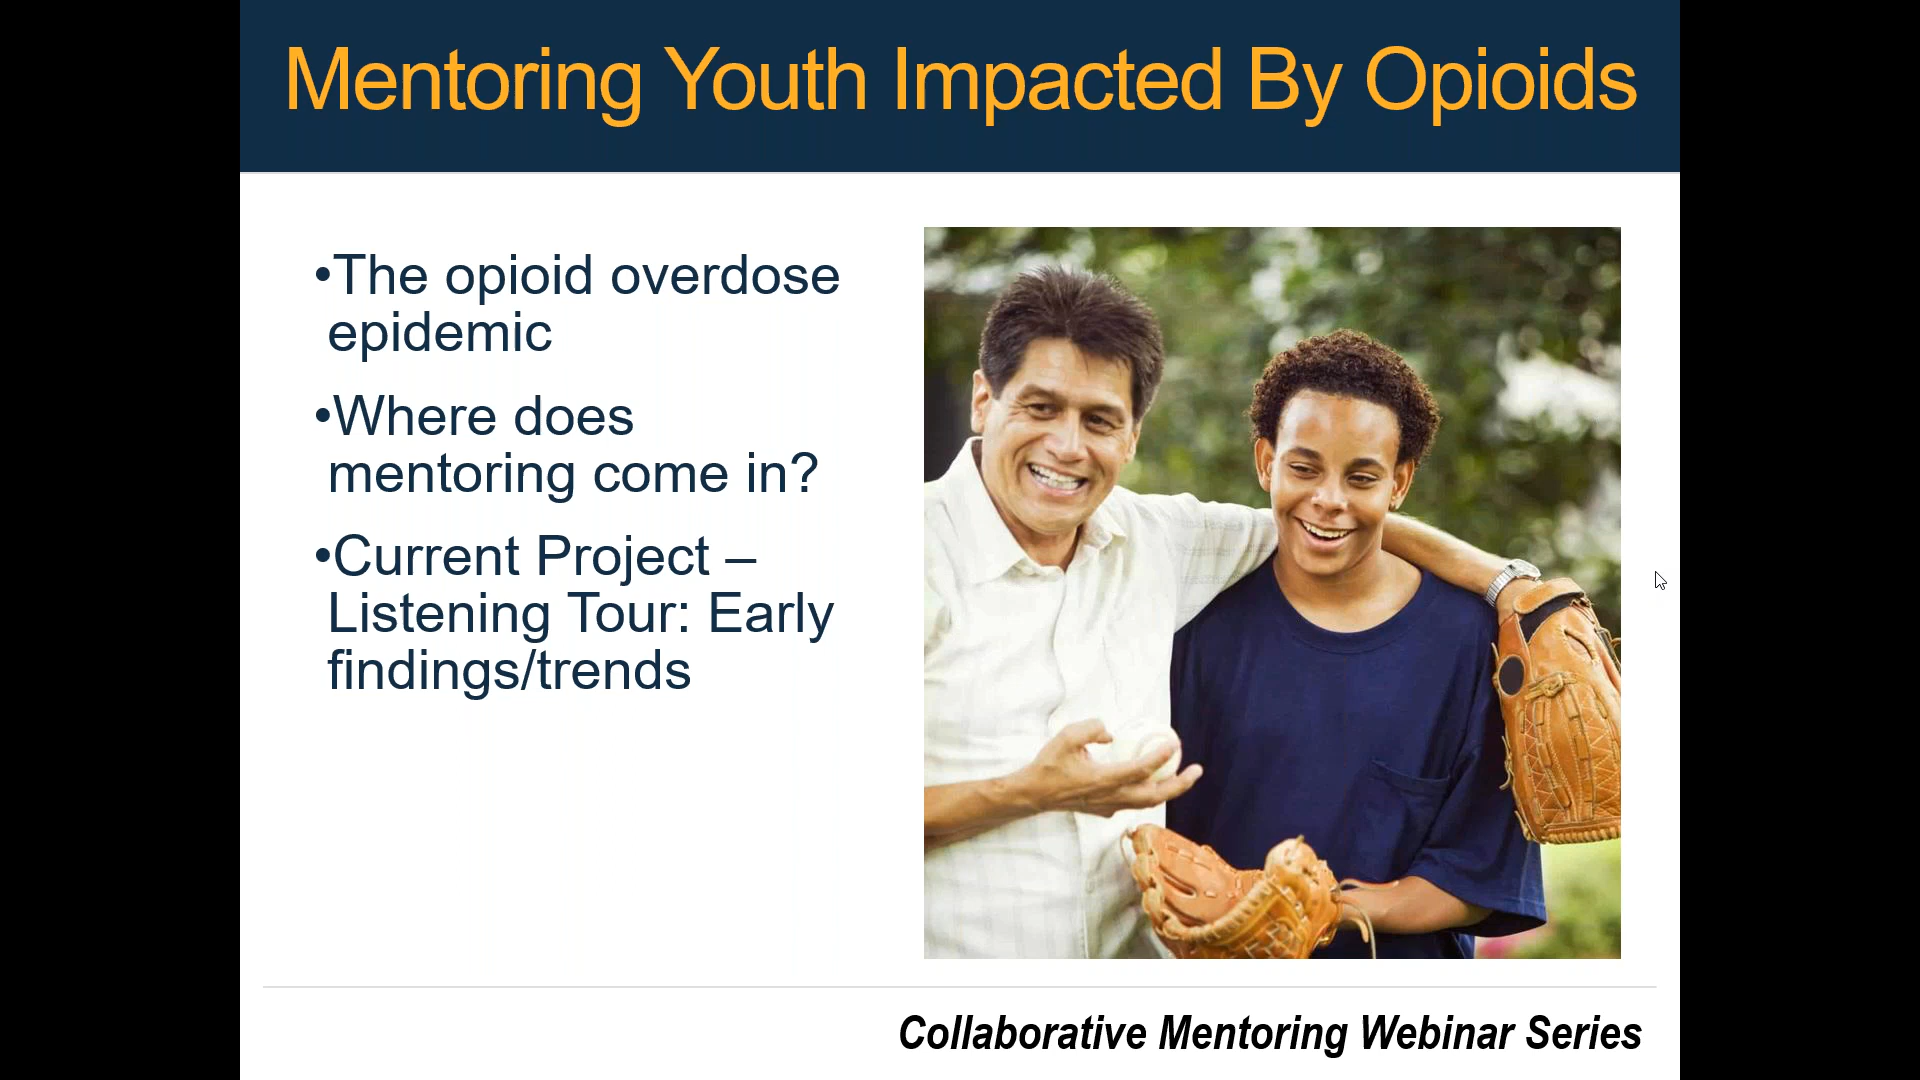 Mentoring Youth Impacted By Opioids
•The opioid overdose
epidemic
•Where does
mentoring come in?
•Current Project –
Listening Tour: Early
findings/trends
Collaborative Mentoring Webinar Series